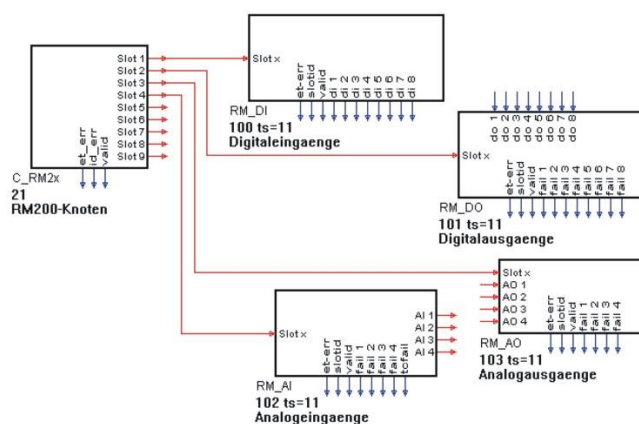 Slot 1
Slot 2
Slot 3
Slot 4
Slot 5
Slot 6
Slot 7
Slot 8
Slot 9
et_err
id_err
valid
C_RM2x
21
RM200-Knoten
Slot x
et-err
slotid
valid
di 1
di 2
di 3
di 4
di 5
di 6
di 7
di 8
RM_DI
100 ts=11
Digitaleingaenge
do 1
do 2
do 3
do 4
do 5
do 6
do 7
do 8
Slot x
et-err
slotid
valid
fail 1
fail 2
fail 3
fail 4
fail 5
fail 6
fail 7
fail 8
RM_DO
101 ts=11
Digitalausgaenge
Slot x
AO 1
AO 2
AO 3
AO 4
et-err
slotid
valid
fail 1
fail 2
fail 3
fail 4
RM_AO
103 ts=11
Analogausgaenge
Slot x
AI 1
AI 2
AI 3
AI 4
et-err
slotid
valid
fail 1
fail 2
fail 3
fail 4
tcfail
RM_AI
102 ts=11
Analogeingaenge